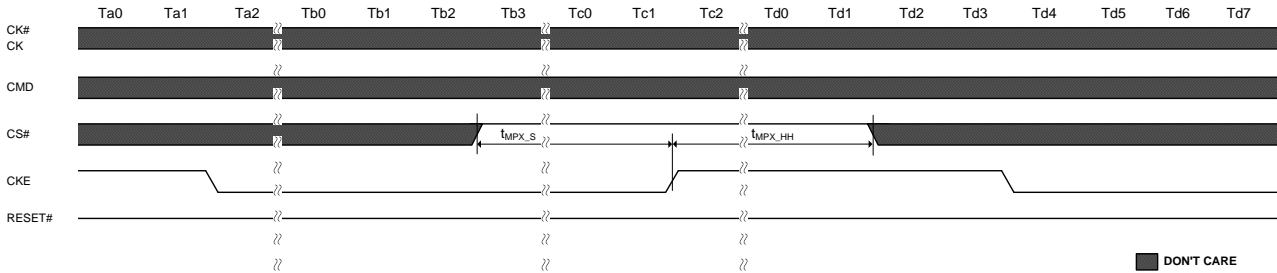 Ta0 Ta1 Ta2 Tb0 Tb1 Tb2 Tb3 Tc0 Tc1 Tc2 Td0 Td1 Td2 Td3 Td4 Td5 Td6 Td7
CK#
CK
CMD
CS#
tMPX_S tMPX_HH
CKE
RESET#
DON'T CARE